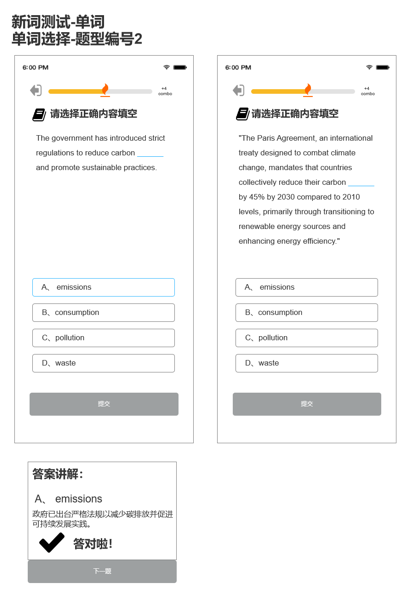 新词测试-单词
单词选择-题型编号2
6:00 PM
+4
combo
请选择正确内容填空
The government has introduced strict
regulations to reduce carbon ______
and promote sustainable practices.
A、 emissions
B、consumption
C、pollution
D、waste
提交
6:00 PM
+4
combo
请选择正确内容填空
"The Paris Agreement, an international
treaty designed to combat climate
change, mandates that countries
collectively reduce their carbon ______
by 45% by 2030 compared to 2010
levels, primarily through transitioning to
renewable energy sources and
enhancing energy efficiency."
A、 emissions
B、consumption
C、pollution
D、waste
提交
答案讲解：
A、 emissions
政府已出台严格法规以减少碳排放并促进
可持续发展实践。
答对啦！
下一题